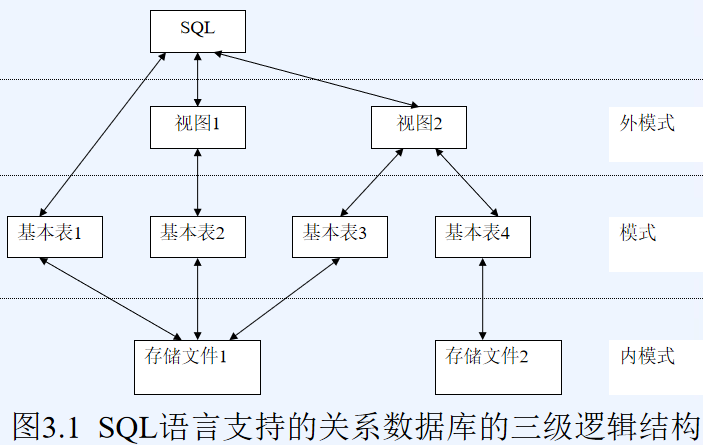 SQL
视图1 视图2 外模式
基本表1 基本表2 基本表3 基本表4 模式
存储文件1 存储文件2 内模式
图3.1 SQL语言支持的关系数据库的三级逻辑结构